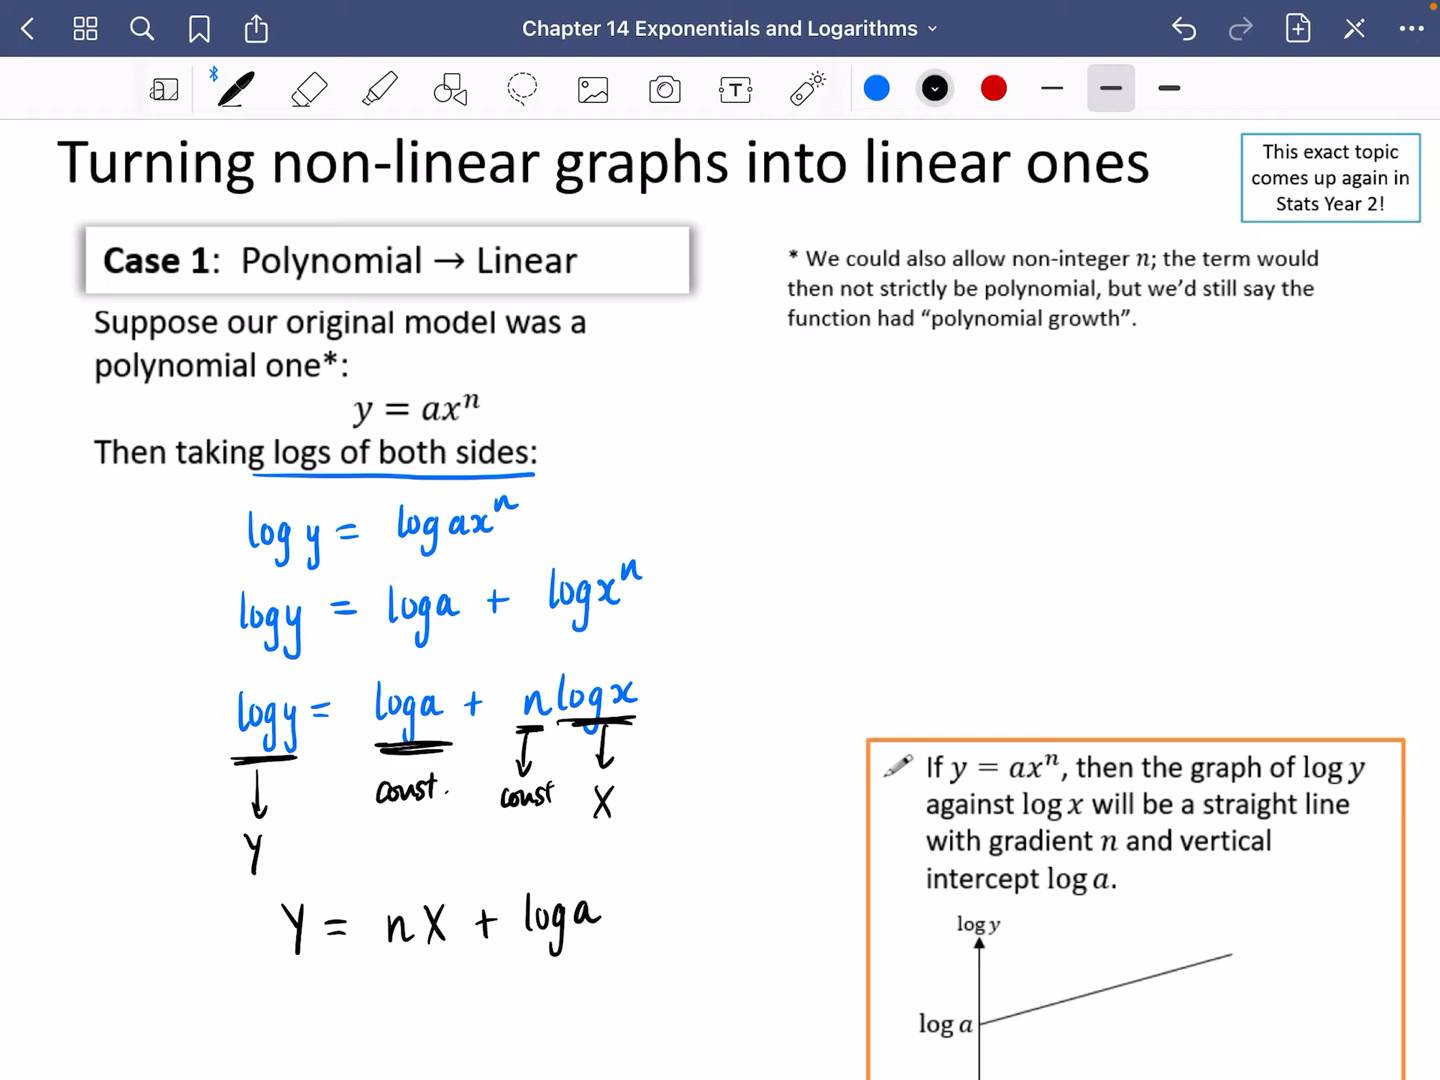 Chapter 14 Exponentials and Logarithms
Turning non-linear graphs into linear ones
This exact topic
comes up again in
Stats Year 2!
Case 1: Polynomial → Linear
* We could also allow non-integer n; the term would
then not strictly be polynomial, but we'd still say the
function had "polynomial growth".
Suppose our original model was a
polynomial one*:
y = axⁿ
Then taking logs of both sides:
log y = log axⁿ
log y = log a + log xⁿ
log y = log a + n log x
const. const X
Y
Y = nX + log a
If y = axⁿ, then the graph of log y
against log x will be a straight line
with gradient n and vertical
intercept log a.
log y
log a